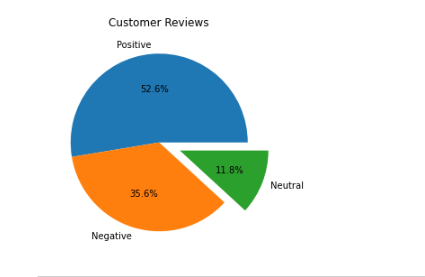 Customer Reviews
Positive
52.6%
11.8%
Neutral
35.6%
Negative